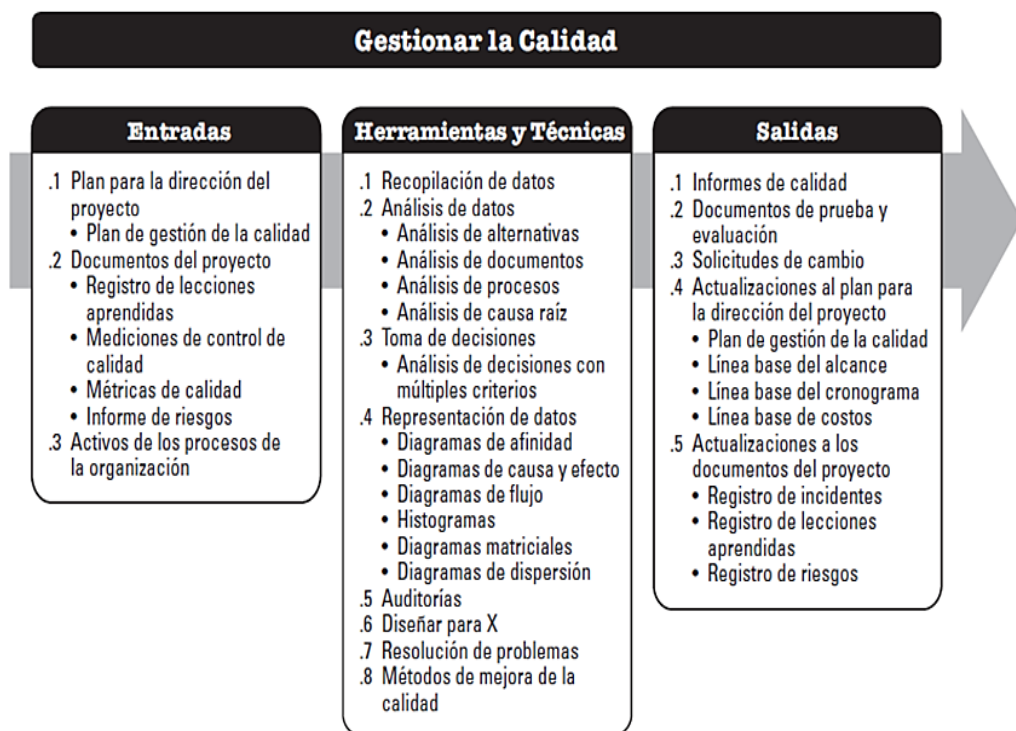 Gestionar la Calidad
Entradas
.1 Plan para la dirección del
proyecto
• Plan de gestión de la calidad
.2 Documentos del proyecto
• Registro de lecciones
aprendidas
• Mediciones de control de
calidad
• Métricas de calidad
• Informe de riesgos
.3 Activos de los procesos de
la organización
Herramientas y Técnicas
.1 Recopilación de datos
.2 Análisis de datos
• Análisis de alternativas
• Análisis de documentos
• Análisis de procesos
• Análisis de causa raíz
.3 Toma de decisiones
• Análisis de decisiones con
múltiples criterios
.4 Representación de datos
• Diagramas de afinidad
• Diagramas de causa y efecto
• Diagramas de flujo
• Histogramas
• Diagramas matriciales
• Diagramas de dispersión
.5 Auditorías
.6 Diseñar para X
.7 Resolución de problemas
.8 Métodos de mejora de la
calidad
Salidas
.1 Informes de calidad
.2 Documentos de prueba y
evaluación
.3 Solicitudes de cambio
.4 Actualizaciones al plan para
la dirección del proyecto
• Plan de gestión de la calidad
• Línea base del alcance
• Línea base del cronograma
• Línea base de costos
.5 Actualizaciones a los
documentos del proyecto
• Registro de incidentes
• Registro de lecciones
aprendidas
• Registro de riesgos